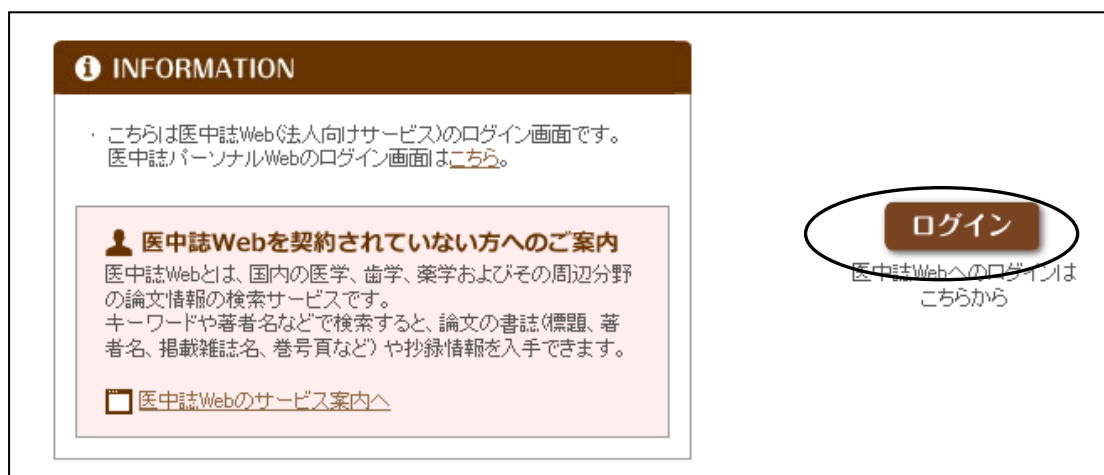 INFORMATION
・ こちらは医中誌Web(法人向けサービス)のログイン画面です。
医中誌パーソナルWebのログイン画面はこちら。
医中誌Webを契約されていない方へのご案内
医中誌Webとは、国内の医学、歯学、薬学およびその周辺分野
の論文情報の検索サービスです。
キーワードや著者名などで検索すると、論文の書誌(標題、著
者名、掲載雑誌名、巻号頁など) や抄録情報を入手できます。
医中誌Webのサービス案内へ
ログイン
医中誌Webへのログインは
こちらから